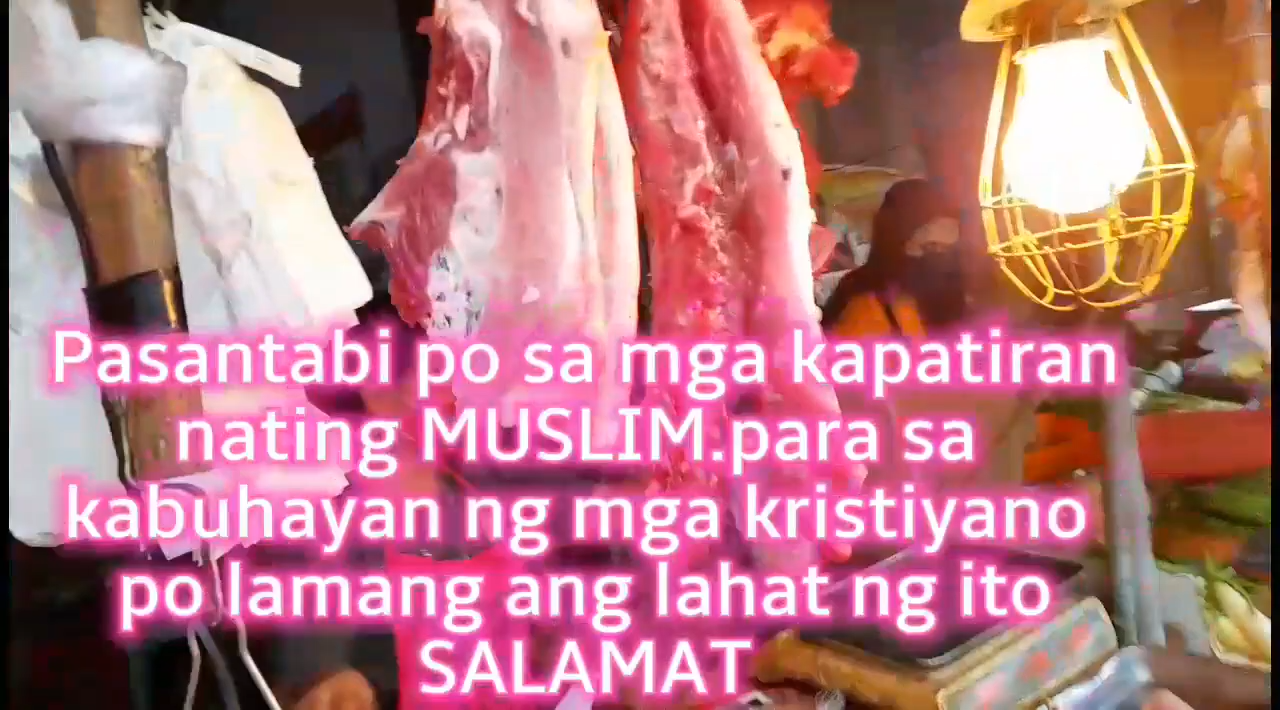 Pasantabi po sa mga kapatiran
nating MUSLIM.para sa
kabuhayan ng mga kristiyano
po lamang ang lahat ng ito
SALAMAT